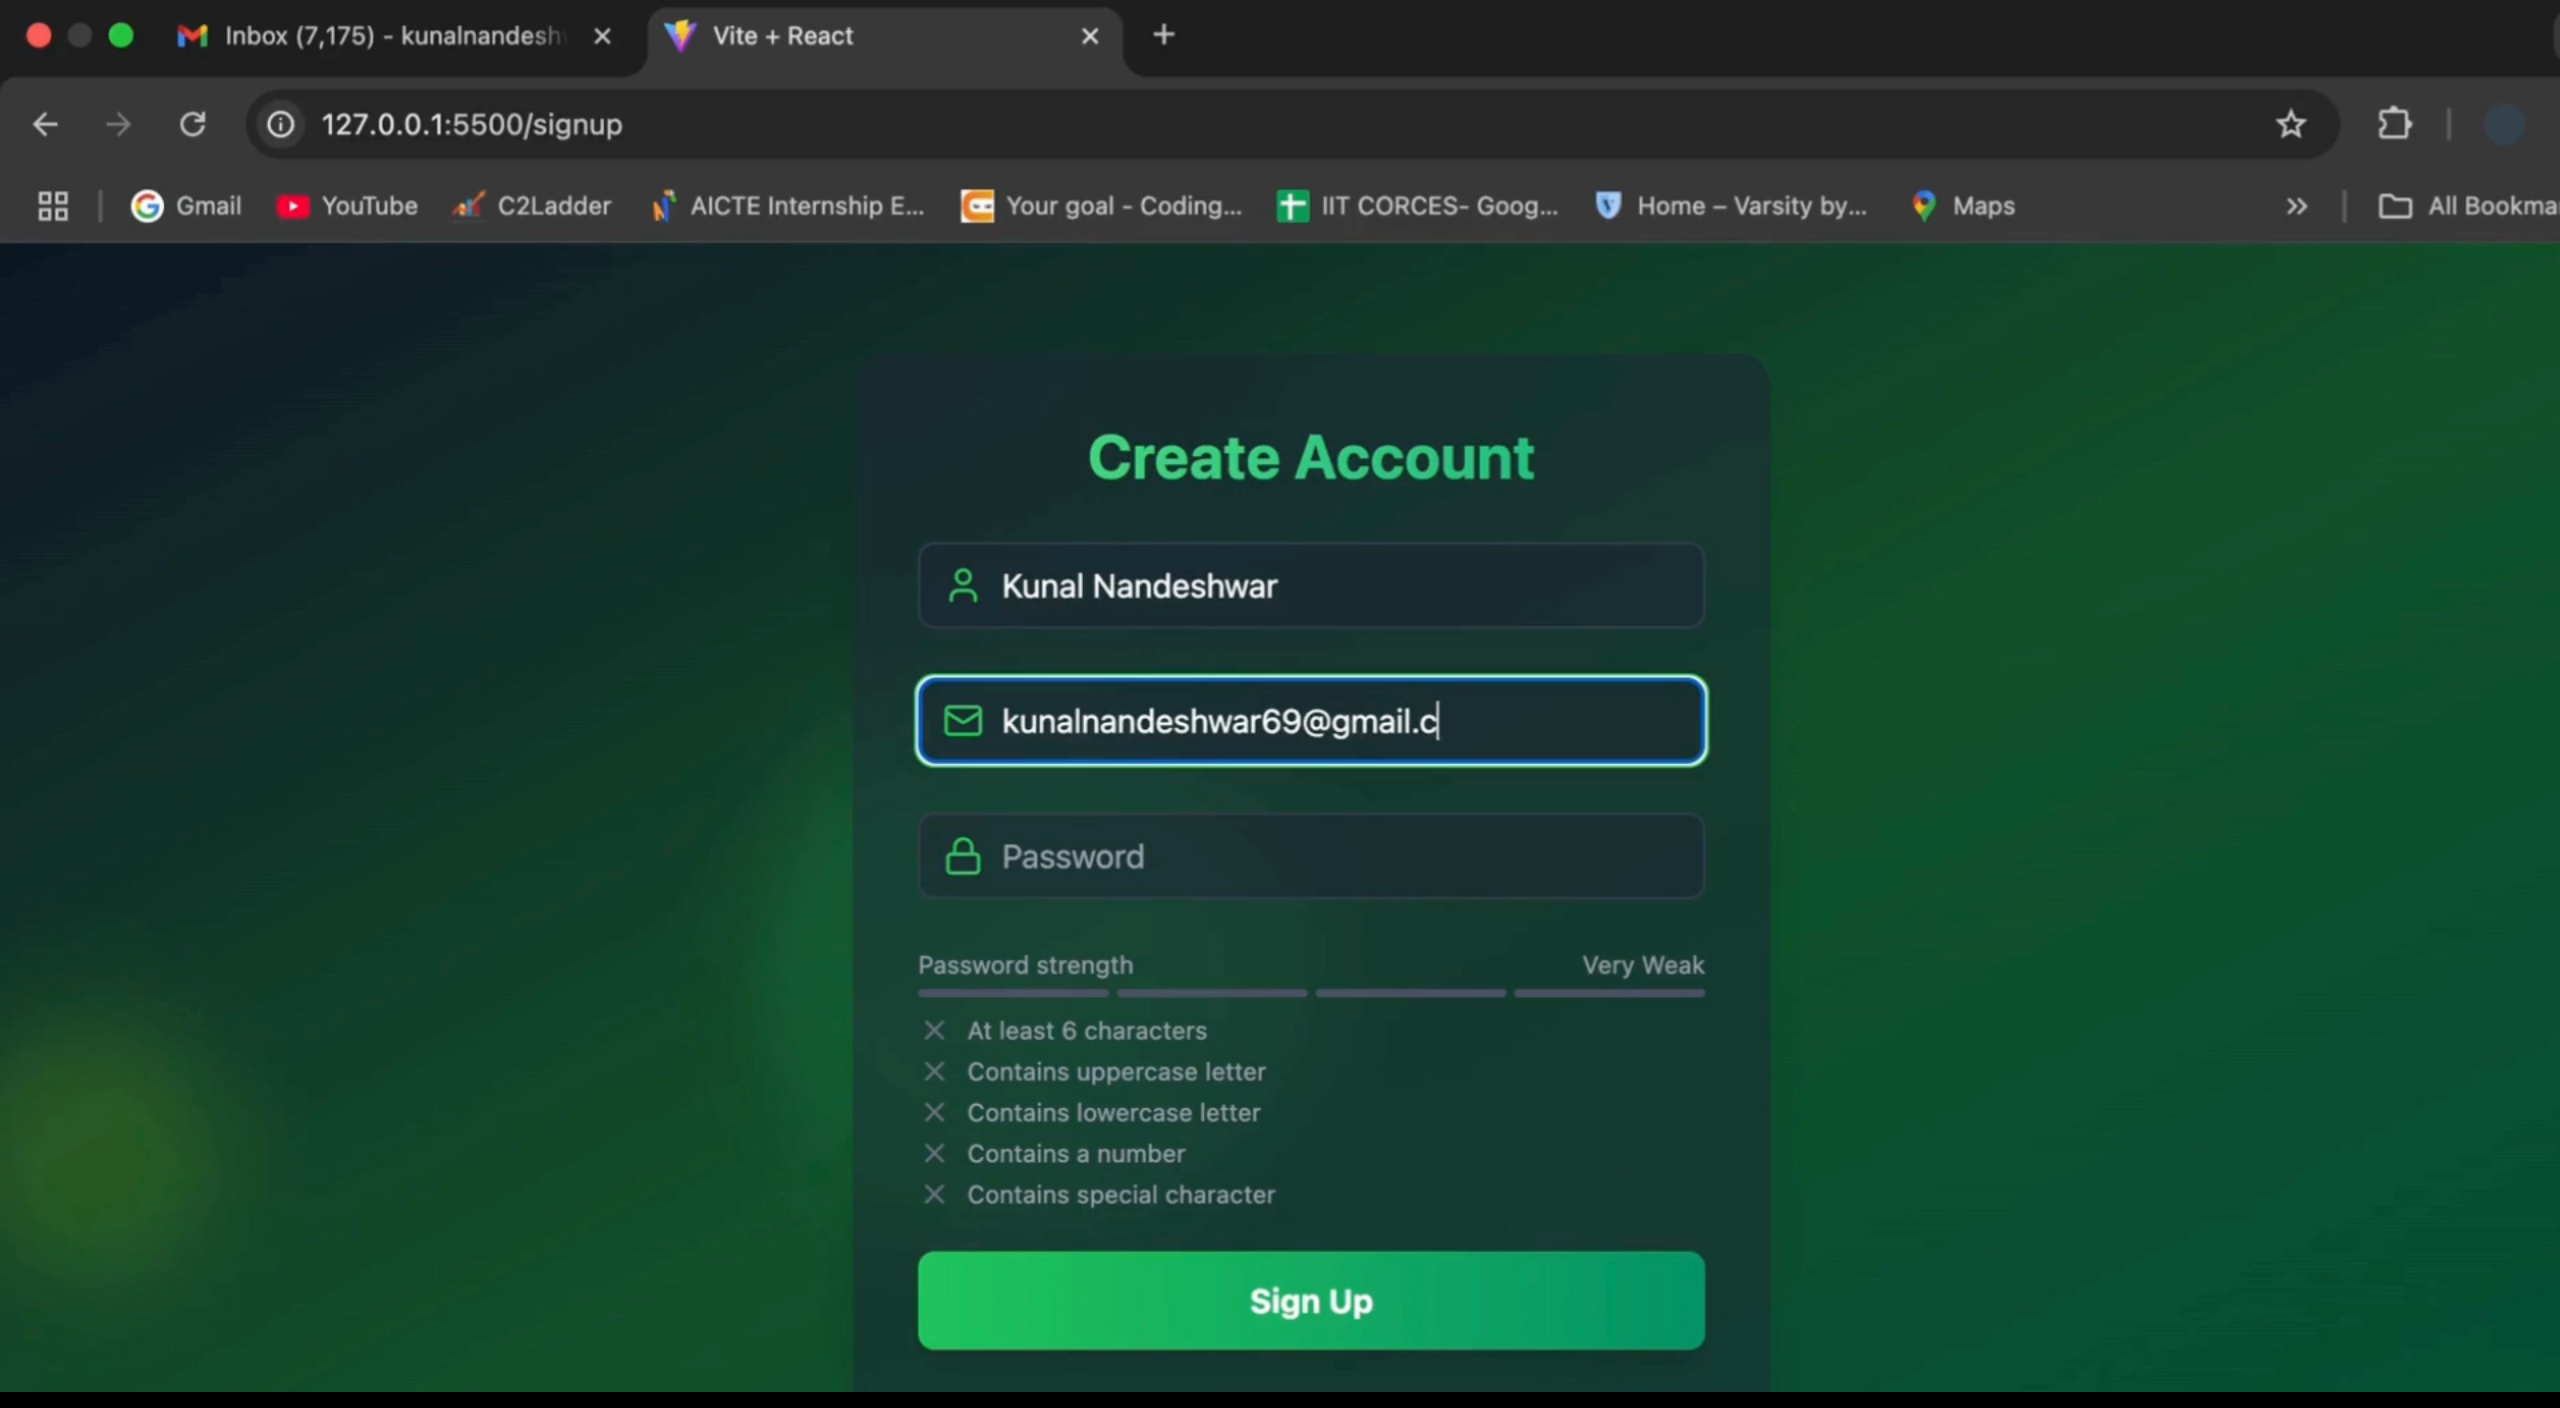 Inbox (7,175) - kunalnandeshw
Vite + React
127.0.0.1:5500/signup
Gmail
YouTube
C2Ladder
AICTE Internship E...
Your goal - Coding...
IIT CORCES- Goog...
Home – Varsity by...
Maps
All Bookmar
Create Account
Kunal Nandeshwar
kunalnandeshwar69@gmail.c
Password
Password strength
Very Weak
At least 6 characters
Contains uppercase letter
Contains lowercase letter
Contains a number
Contains special character
Sign Up